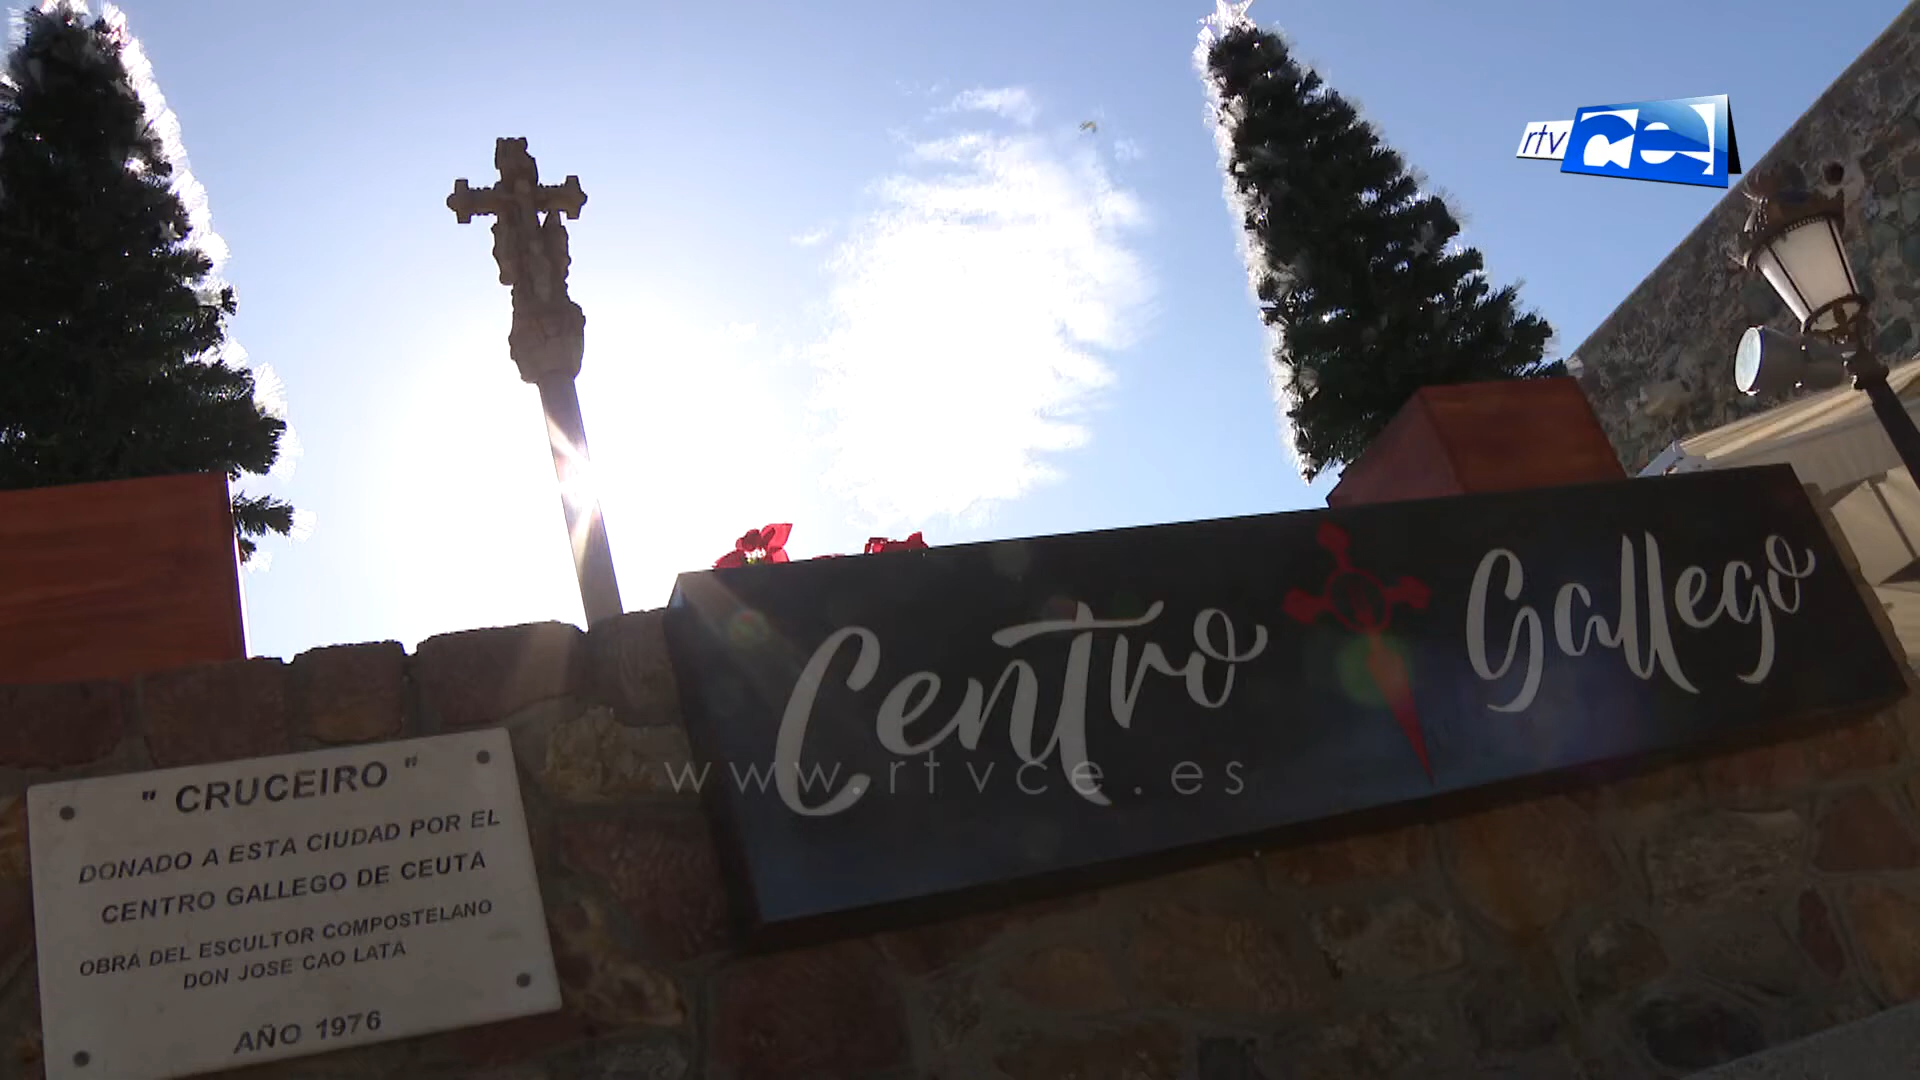 rtv ce
Centro Gallego
www.rtvce.es
" CRUCEIRO "
DONADO A ESTA CIUDAD POR EL
CENTRO GALLEGO DE CEUTA
OBRA DEL ESCULTOR COMPOSTELANO
DON JOSE CAO LATA
AÑO 1976